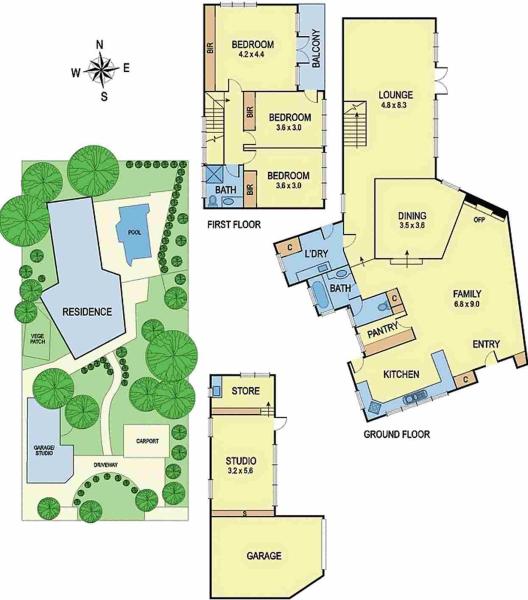 N
W E
S
BIR
BEDROOM
4.2 x 4.4
BALCONY
BIR
BEDROOM
3.6 x 3.0
BEDROOM
3.6 x 3.0
BATH
BIR
FIRST FLOOR
LOUNGE
4.8 x 8.3
DINING
3.5 x 3.6
OFP
C
L'DRY
BATH
C
C
FAMILY
6.8 x 9.0
PANTRY
ENTRY
KITCHEN
C
GROUND FLOOR
POOL
RESIDENCE
VEGE
PATCH
GARAGE/
STUDIO
CARPORT
DRIVEWAY
STORE
STUDIO
3.2 x 5.6
S
GARAGE